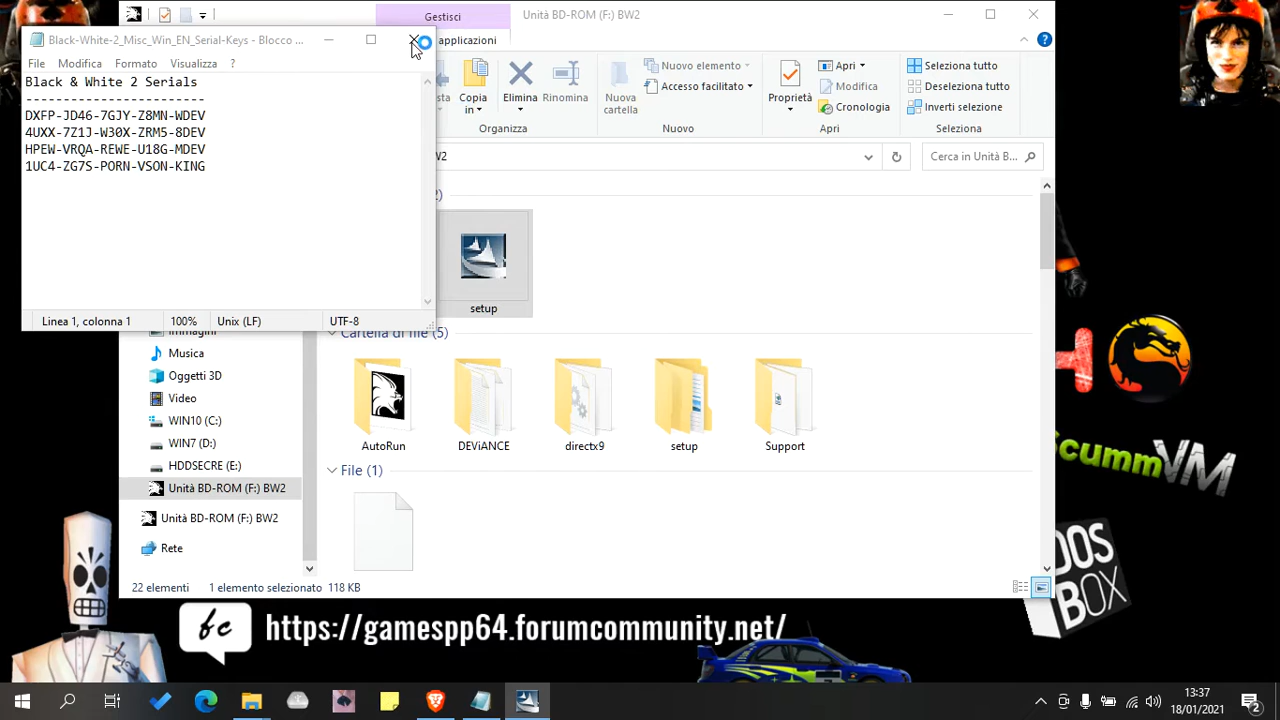 Gestisci
Unità BD-ROM (F:) BW2
Black-White-2_Misc_Win_EN_Serial-Keys - Blocco ...
applicazioni
File Modifica Formato Visualizza ?
Black & White 2 Serials
------------------------
DXFP-JD46-7GJY-Z8MN-WDEV
4UXX-7Z1J-W30X-ZRM5-8DEV
HPEW-VRQA-REWE-U18G-MDEV
1UC4-ZG7S-PORN-VSON-KING
Linea 1, colonna 1 100% Unix (LF) UTF-8
Copia in
Elimina
Rinomina
Organizza
Nuova cartella
Nuovo elemento
Accesso facilitato
Nuovo
Proprietà
Apri
Modifica
Cronologia
Apri
Seleziona tutto
Deseleziona tutto
Inverti selezione
Seleziona
W2
Cerca in Unità B...
2)
setup
Cartella di file (5)
Immagini
Musica
Oggetti 3D
Video
WIN10 (C:)
WIN7 (D:)
HDDSECRE (E:)
Unità BD-ROM (F:) BW2
Unità BD-ROM (F:) BW2
Rete
AutoRun
DEViANCE
directx9
setup
Support
File (1)
22 elementi 1 elemento selezionato 118 KB
H
ScummVM
DOS
BOX
fc
https://gamespp64.forumcommunity.net/
13:37
18/01/2021
2